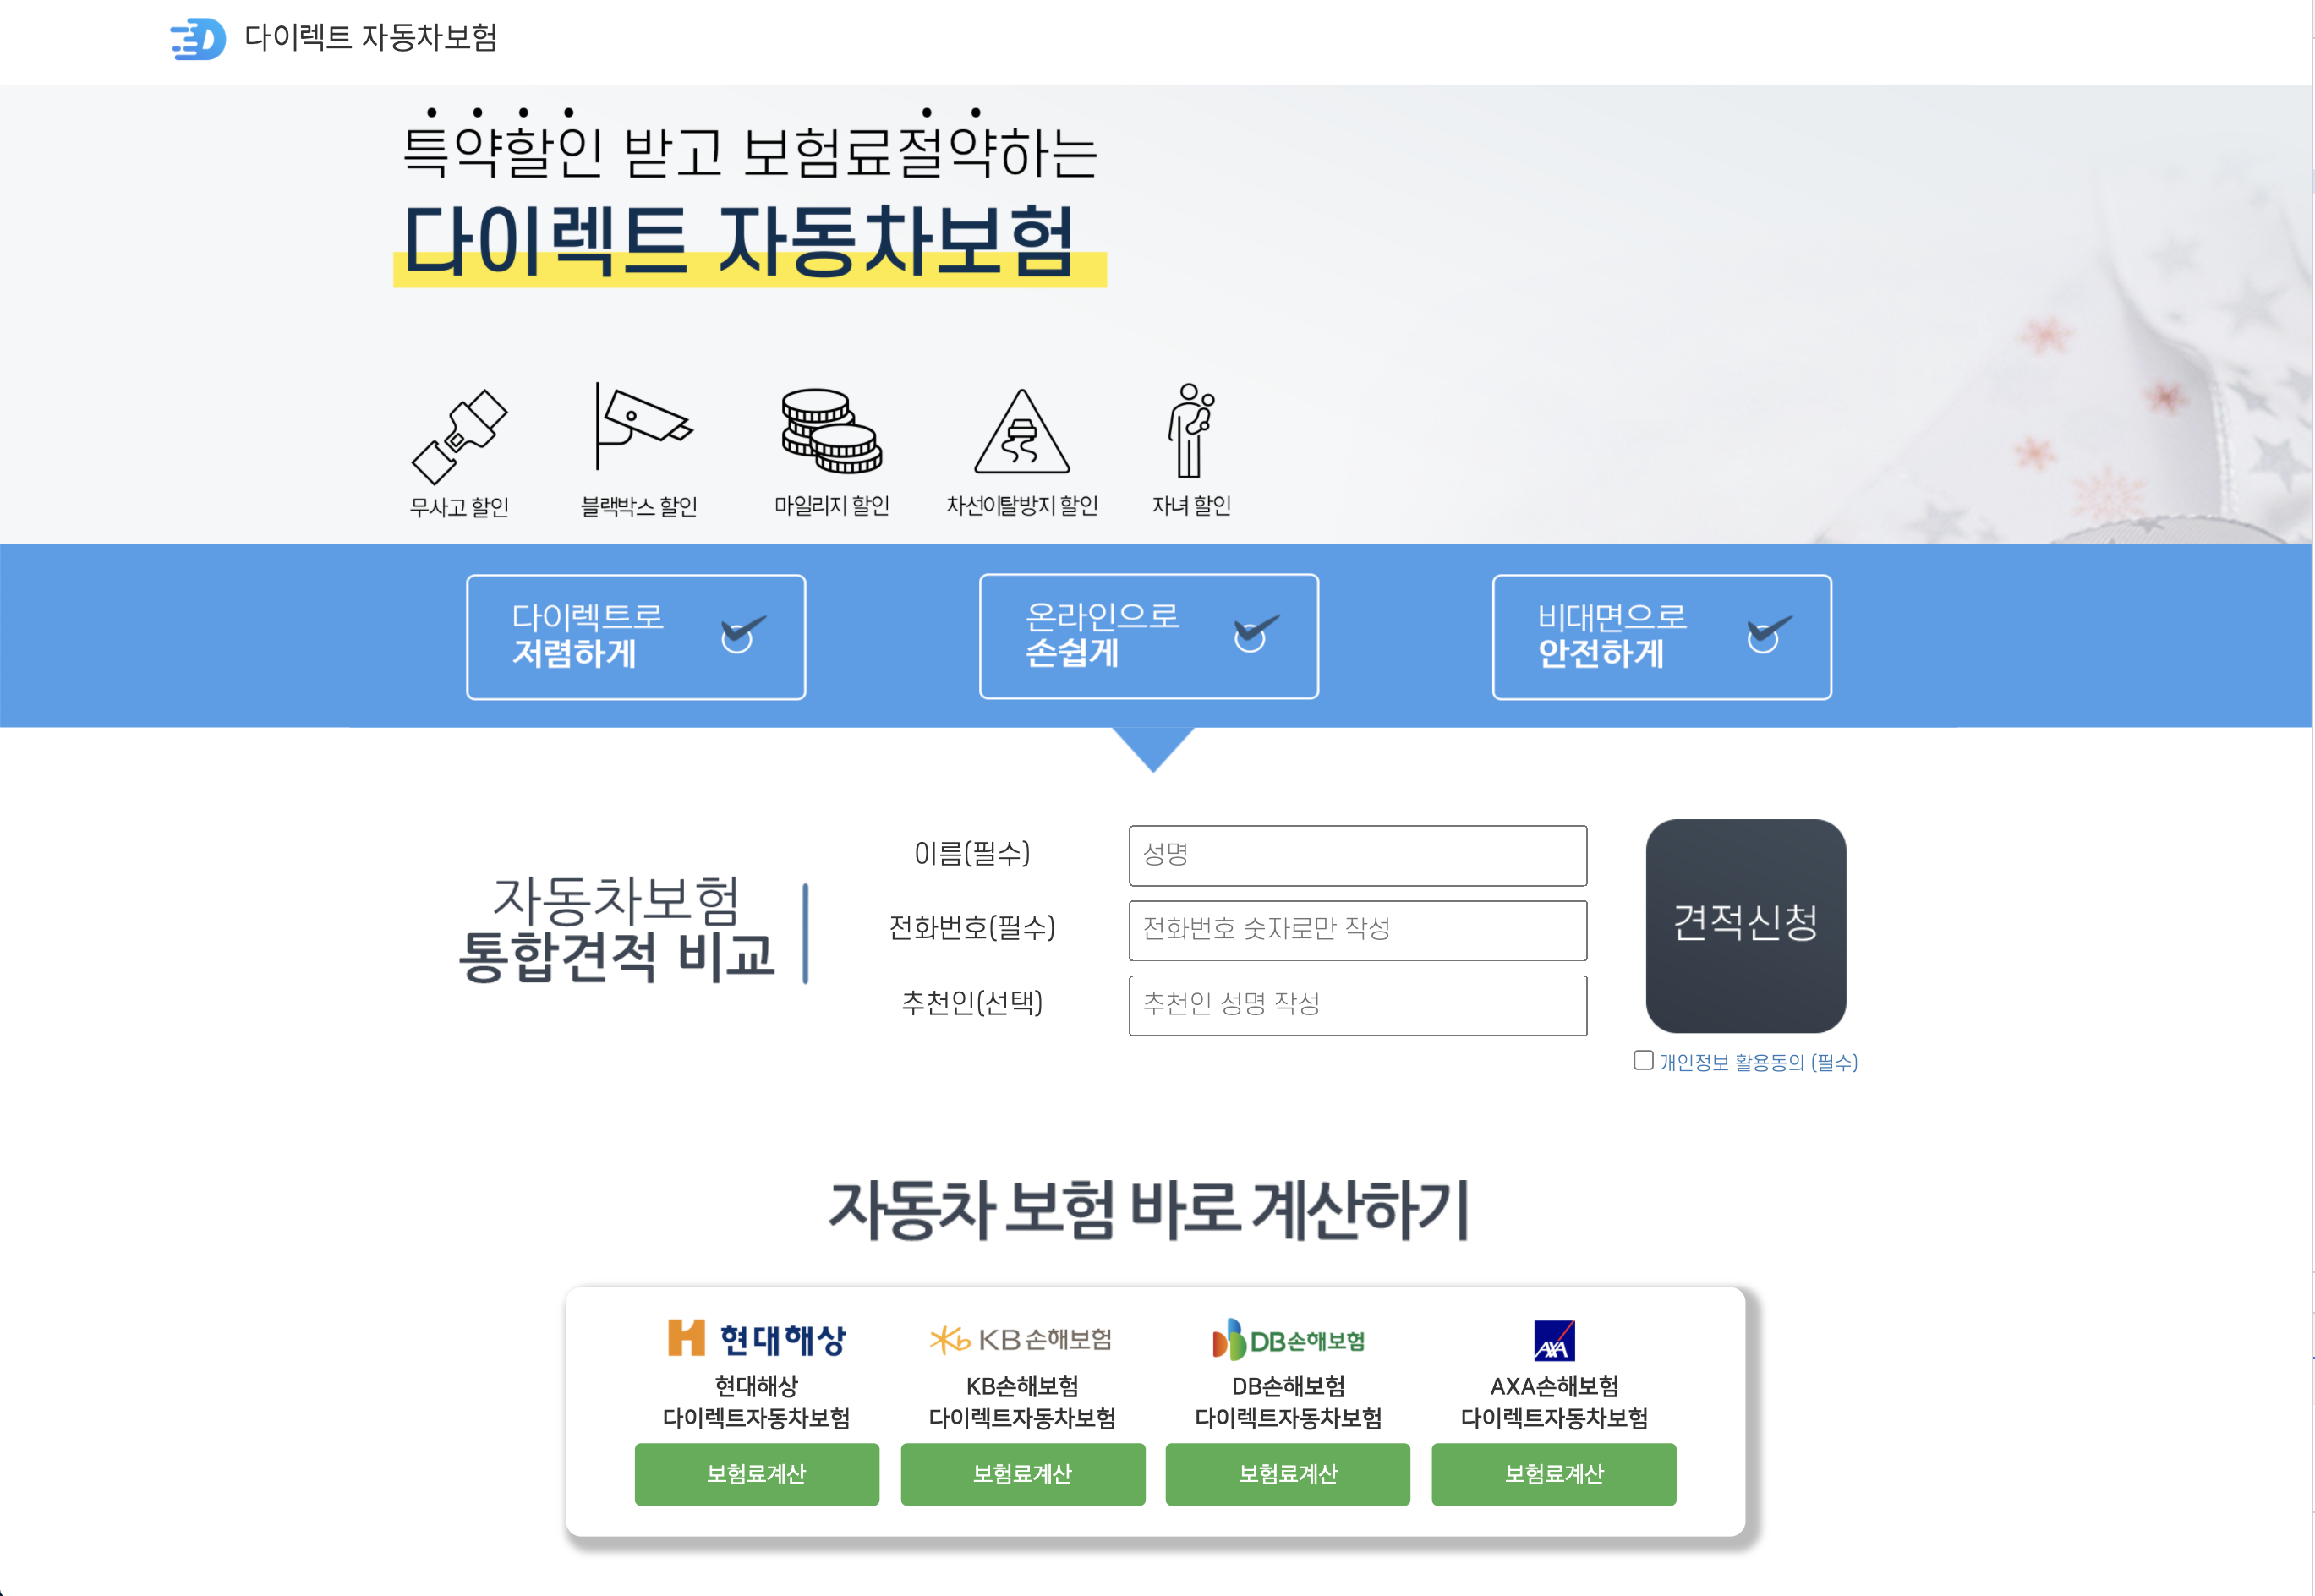 다이렉트 자동차보험
특약할인 받고 보험료절약하는
다이렉트 자동차보험
무사고 할인
블랙박스 할인
마일리지 할인
차선이탈방지 할인
자녀 할인
다이렉트로
저렴하게
온라인으로
손쉽게
비대면으로
안전하게
자동차보험
통합견적 비교
이름(필수)
성명
전화번호(필수)
전화번호 숫자로만 작성
추천인(선택)
추천인 성명 작성
견적신청
개인정보 활용동의 (필수)
자동차 보험 바로 계산하기
현대해상
현대해상
다이렉트자동차보험
보험료계산
KB손해보험
KB손해보험
다이렉트자동차보험
보험료계산
DB손해보험
DB손해보험
다이렉트자동차보험
보험료계산
AXA
AXA손해보험
다이렉트자동차보험
보험료계산